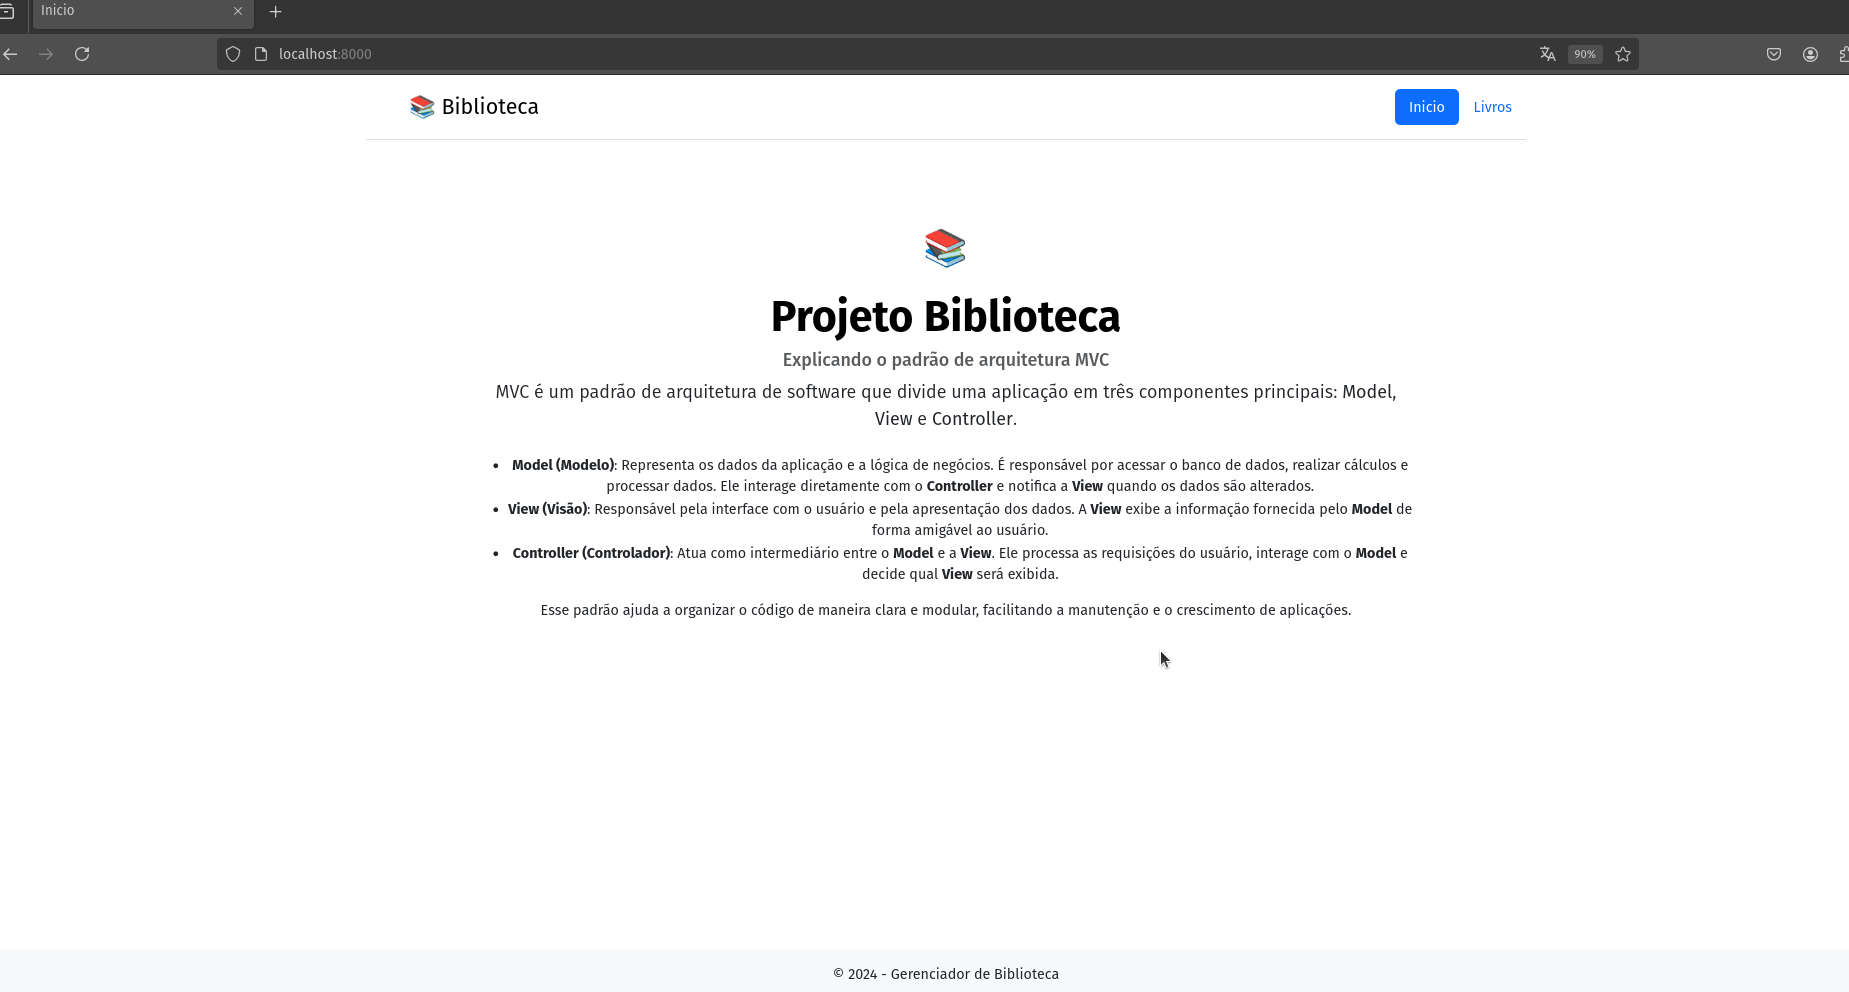 Inicio
localhost:8000
90%
Biblioteca
Inicio
Livros
Projeto Biblioteca
Explicando o padrão de arquitetura MVC
MVC é um padrão de arquitetura de software que divide uma aplicação em três componentes principais: Model,
View e Controller.
• Model (Modelo): Representa os dados da aplicação e a lógica de negócios. É responsável por acessar o banco de dados, realizar cálculos e
processar dados. Ele interage diretamente com o Controller e notifica a View quando os dados são alterados.
• View (Visão): Responsável pela interface com o usuário e pela apresentação dos dados. A View exibe a informação fornecida pelo Model de
forma amigável ao usuário.
• Controller (Controlador): Atua como intermediário entre o Model e a View. Ele processa as requisições do usuário, interage com o Model e
decide qual View será exibida.
Esse padrão ajuda a organizar o código de maneira clara e modular, facilitando a manutenção e o crescimento de aplicações.
© 2024 - Gerenciador de Biblioteca